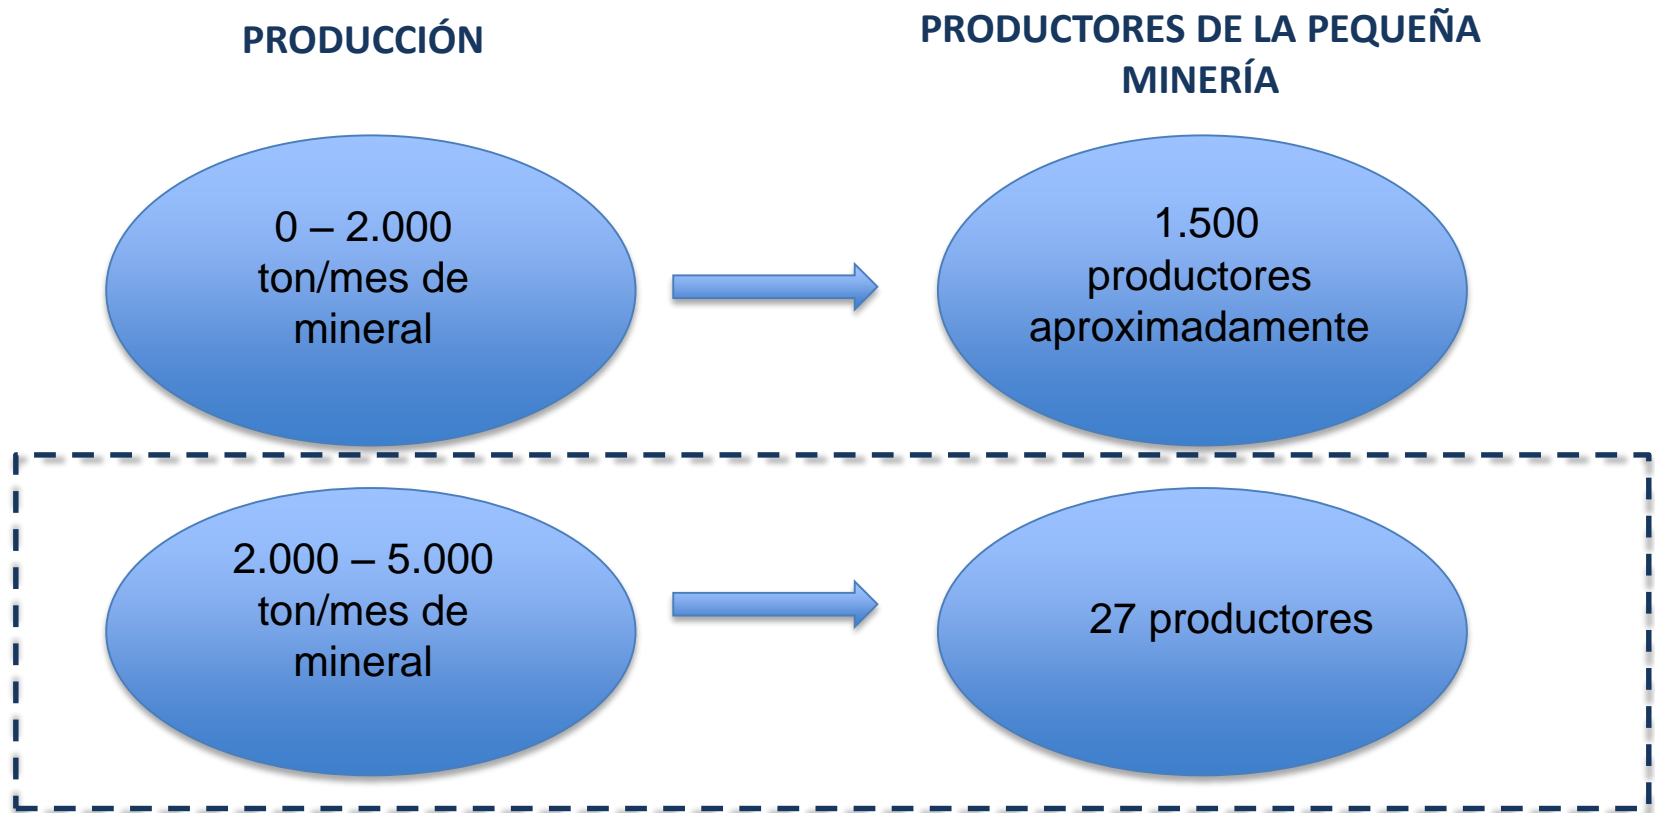 PRODUCCIÓN
PRODUCTORES DE LA PEQUEÑA
MINERÍA
0 – 2.000
ton/mes de
mineral
1.500
productores
aproximadamente
2.000 – 5.000
ton/mes de
mineral
27 productores